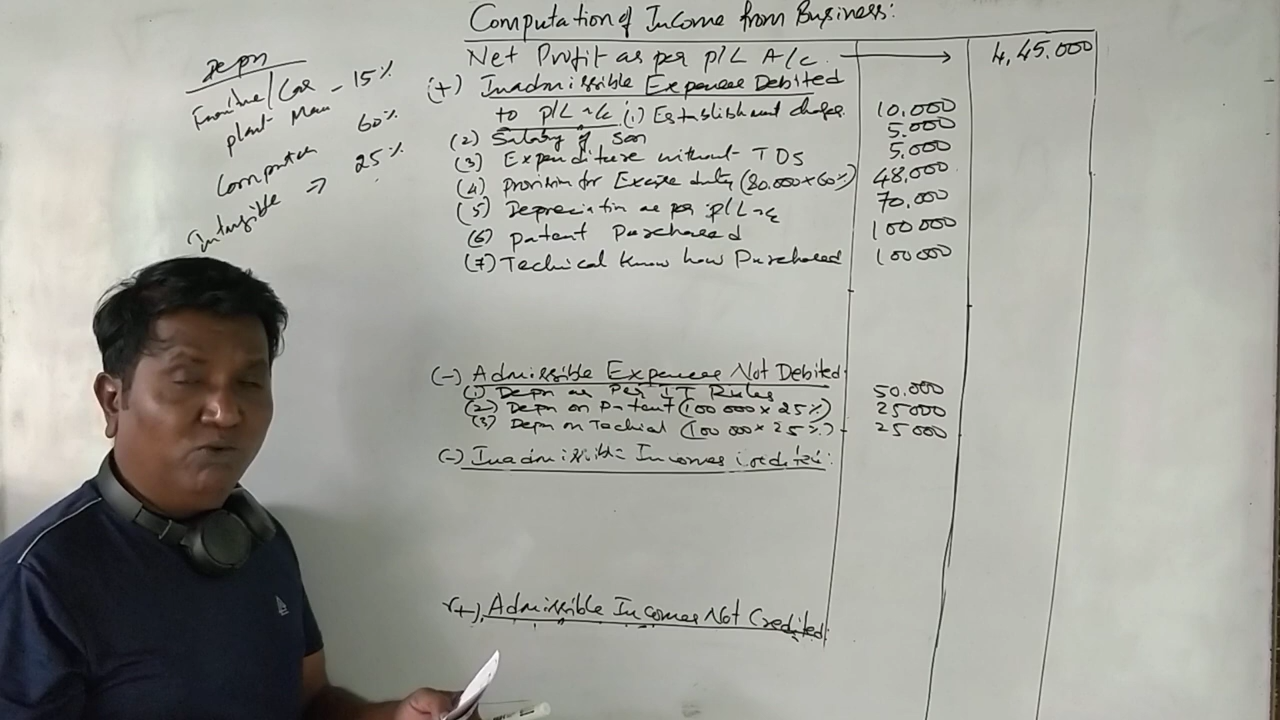 Computation of Income from Business:
Net Profit as per P/L A/c. → 4,45.000
(+) Inadmissible Expenses Debited
to P/L A/c (1) Establishment charges 10.000
(2) Salary of Son 5.000
(3) Expenditure without TDS 5.000
(4) Provision for Excise duty (80.000 x 60%) 48.000
(5) Depreciation as per P/L A/c 70,000
(6) Patent Purchased 100000
(7) Technical Know how Purchased 100000
(-) Admissible Expenses Not Debited
(1) Depn as Per IT Rules 50.000
(2) Depn on Patent (100000 x 25%) 25000
(3) Depn on Techical (100000 x 25%) 25000
(-) Inadmissible Incomes :
(+) Admissible Incomes Not Credited
Depn
Furniture/ - 15%
plant
60%
Intangible → 25%